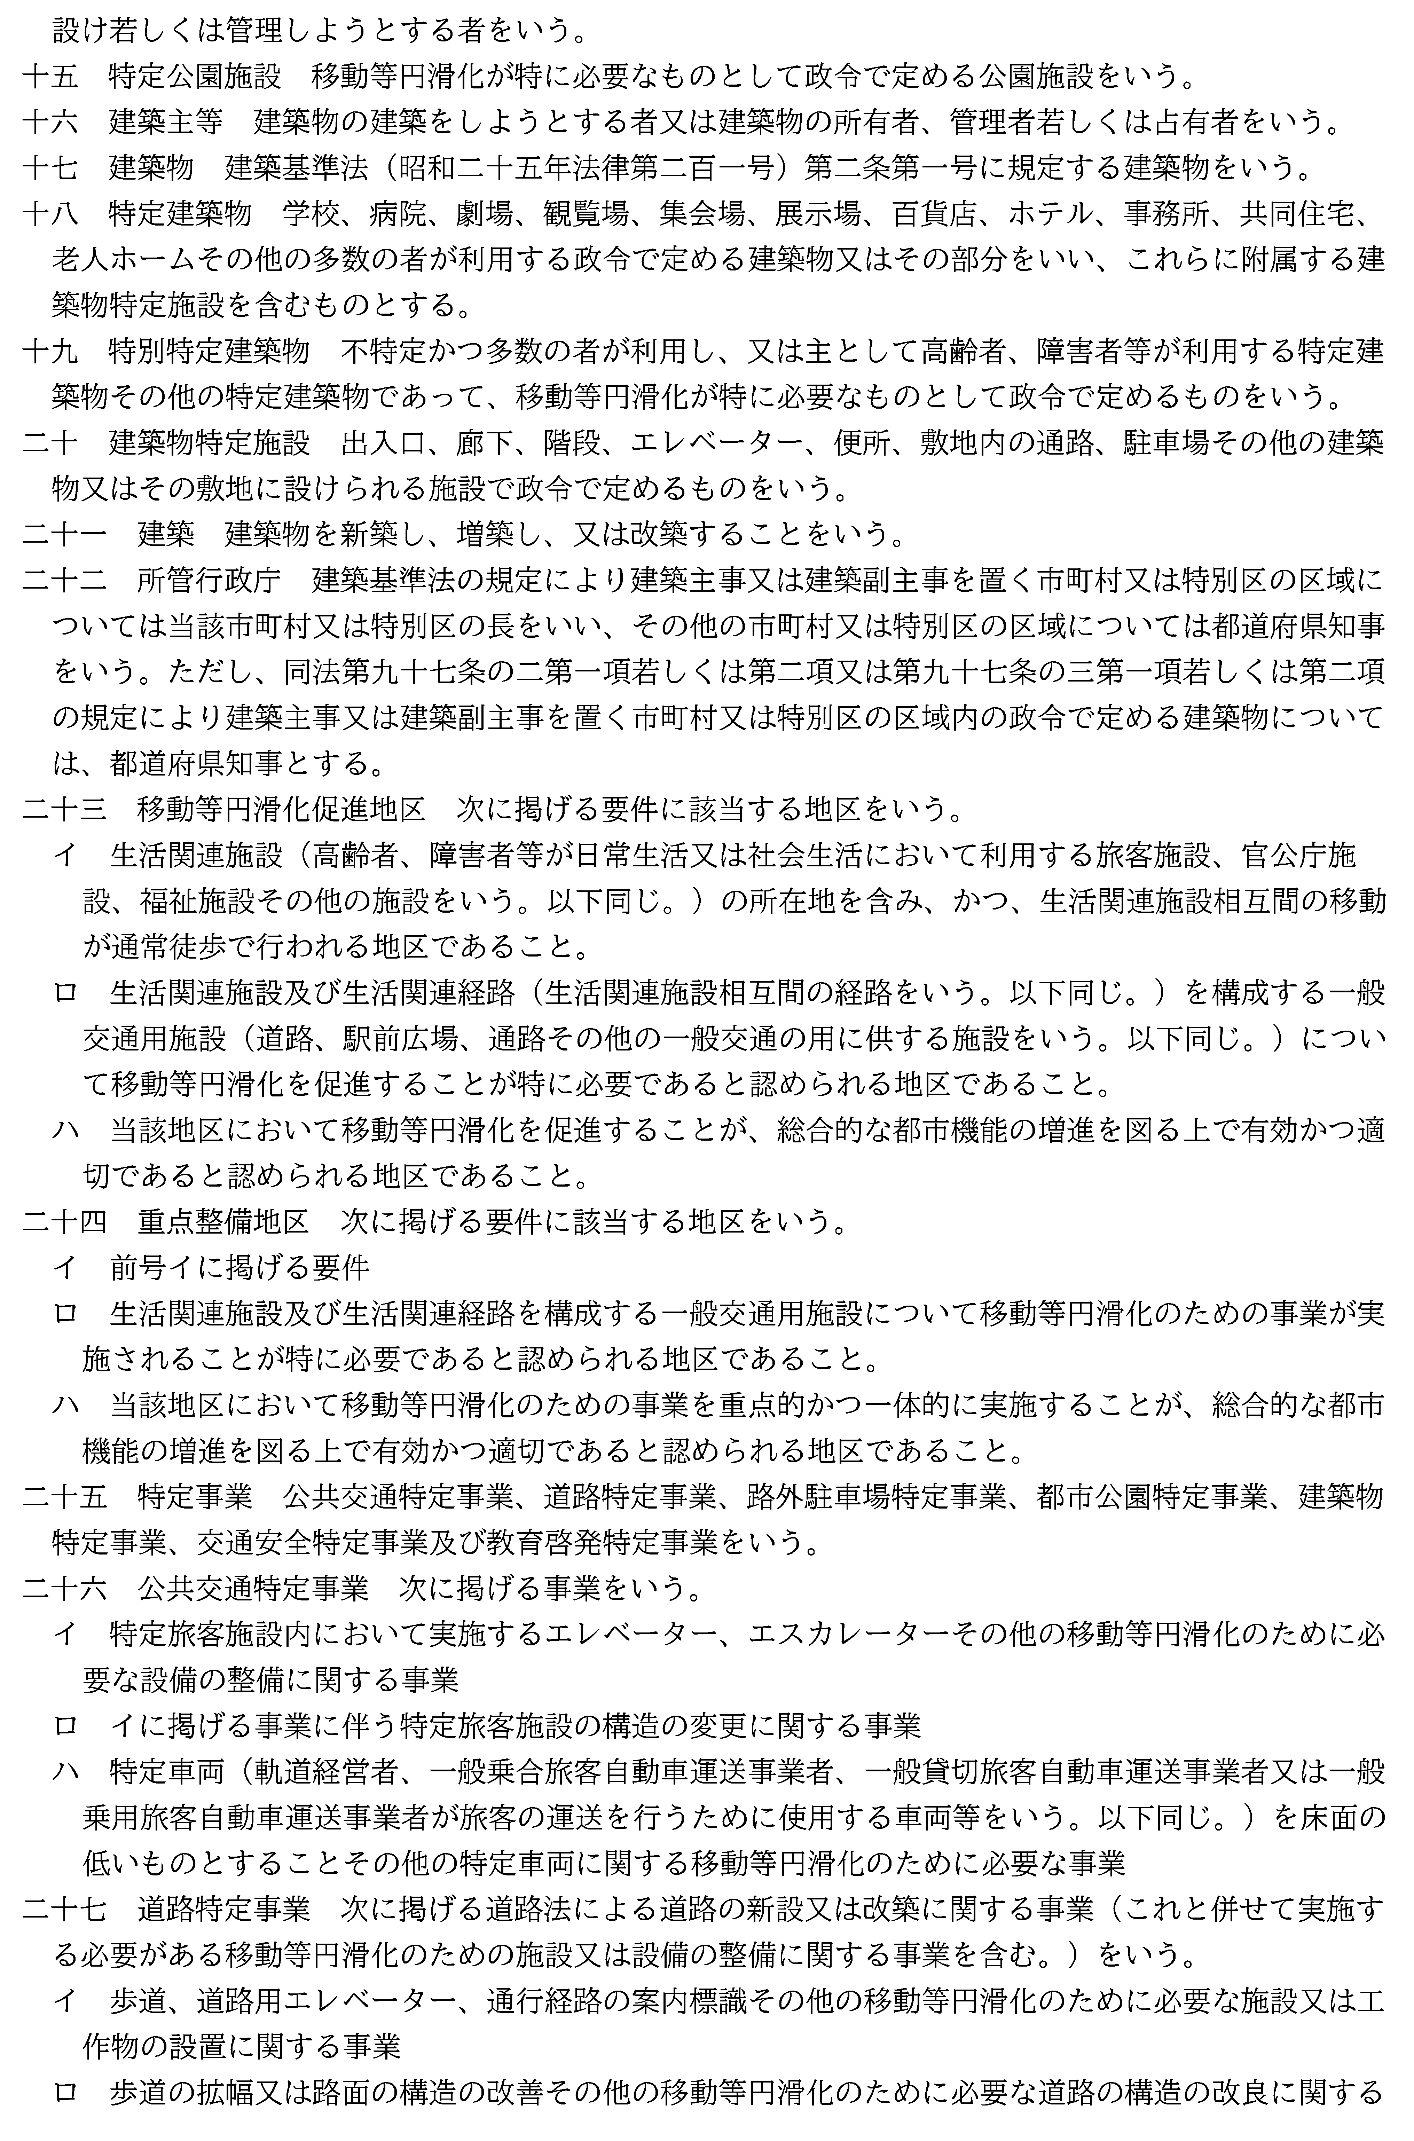 設け若しくは管理しようとする者をいう。
十五　特定公園施設　移動等円滑化が特に必要なものとして政令で定める公園施設をいう。
十六　建築主等　建築物の建築をしようとする者又は建築物の所有者、管理者若しくは占有者をいう。
十七　建築物　建築基準法（昭和二十五年法律第二百一号）第二条第一号に規定する建築物をいう。
十八　特定建築物　学校、病院、劇場、観覧場、集会場、展示場、百貨店、ホテル、事務所、共同住宅、
老人ホームその他の多数の者が利用する政令で定める建築物又はその部分をいい、これらに附属する建
築物特定施設を含むものとする。
十九　特別特定建築物　不特定かつ多数の者が利用し、又は主として高齢者、障害者等が利用する特定建
築物その他の特定建築物であって、移動等円滑化が特に必要なものとして政令で定めるものをいう。
二十　建築物特定施設　出入口、廊下、階段、エレベーター、便所、敷地内の通路、駐車場その他の建築
物又はその敷地に設けられる施設で政令で定めるものをいう。
二十一　建築　建築物を新築し、増築し、又は改築することをいう。
二十二　所管行政庁　建築基準法の規定により建築主事又は建築副主事を置く市町村又は特別区の区域に
ついては当該市町村又は特別区の長をいい、その他の市町村又は特別区の区域については都道府県知事
をいう。ただし、同法第九十七条の二第一項若しくは第二項又は第九十七条の三第一項若しくは第二項
の規定により建築主事又は建築副主事を置く市町村又は特別区の区域内の政令で定める建築物について
は、都道府県知事とする。
二十三　移動等円滑化促進地区　次に掲げる要件に該当する地区をいう。
イ　生活関連施設（高齢者、障害者等が日常生活又は社会生活において利用する旅客施設、官公庁施
設、福祉施設その他の施設をいう。以下同じ。）の所在地を含み、かつ、生活関連施設相互間の移動
が通常徒歩で行われる地区であること。
ロ　生活関連施設及び生活関連経路（生活関連施設相互間の経路をいう。以下同じ。）を構成する一般
交通用施設（道路、駅前広場、通路その他の一般交通の用に供する施設をいう。以下同じ。）につい
て移動等円滑化を促進することが特に必要であると認められる地区であること。
ハ　当該地区において移動等円滑化を促進することが、総合的な都市機能の増進を図る上で有効かつ適
切であると認められる地区であること。
二十四　重点整備地区　次に掲げる要件に該当する地区をいう。
イ　前号イに掲げる要件
ロ　生活関連施設及び生活関連経路を構成する一般交通用施設について移動等円滑化のための事業が実
施されることが特に必要であると認められる地区であること。
ハ　当該地区において移動等円滑化のための事業を重点的かつ一体的に実施することが、総合的な都市
機能の増進を図る上で有効かつ適切であると認められる地区であること。
二十五　特定事業　公共交通特定事業、道路特定事業、路外駐車場特定事業、都市公園特定事業、建築物
特定事業、交通安全特定事業及び教育啓発特定事業をいう。
二十六　公共交通特定事業　次に掲げる事業をいう。
イ　特定旅客施設内において実施するエレベーター、エスカレーターその他の移動等円滑化のために必
要な設備の整備に関する事業
ロ　イに掲げる事業に伴う特定旅客施設の構造の変更に関する事業
ハ　特定車両（軌道経営者、一般乗合旅客自動車運送事業者、一般貸切旅客自動車運送事業者又は一般
乗用旅客自動車運送事業者が旅客の運送を行うために使用する車両等をいう。以下同じ。）を床面の
低いものとすることその他の特定車両に関する移動等円滑化のために必要な事業
二十七　道路特定事業　次に掲げる道路法による道路の新設又は改築に関する事業（これと併せて実施す
る必要がある移動等円滑化のための施設又は設備の整備に関する事業を含む。）をいう。
イ　歩道、道路用エレベーター、通行経路の案内標識その他の移動等円滑化のために必要な施設又は工
作物の設置に関する事業
ロ　歩道の拡幅又は路面の構造の改善その他の移動等円滑化のために必要な道路の構造の改良に関する